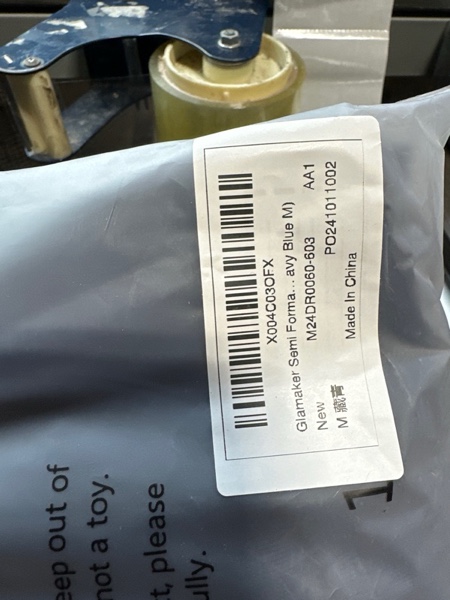 X004C03OFX
Glamaker Semi Forma... avy Blue M)
New
M24DR0060-603
AA1
M 藏青
PO241011002
Made In China
eep out of
not a toy.
t, please
ully.
1